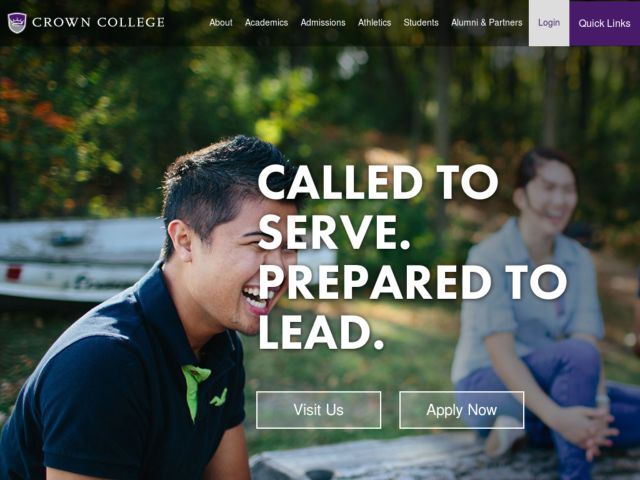 CROWN COLLEGE
About Academics Admissions Athletics Students Alumni & Partners Login Quick Links
CALLED TO
SERVE.
PREPARED TO
LEAD.
Visit Us Apply Now